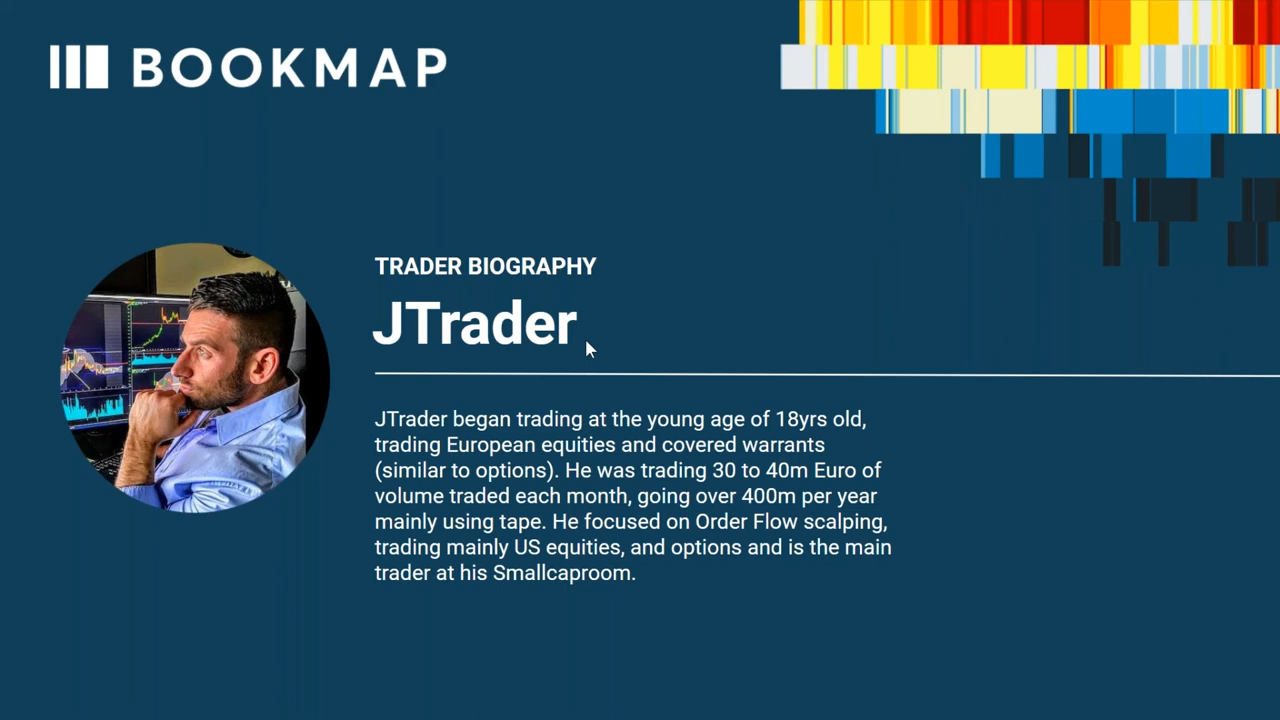 BOOKMAP
TRADER BIOGRAPHY
JTrader
JTrader began trading at the young age of 18yrs old,
trading European equities and covered warrants
(similar to options). He was trading 30 to 40m Euro of
volume traded each month, going over 400m per year
mainly using tape. He focused on Order Flow scalping,
trading mainly US equities, and options and is the main
trader at his Smallcaproom.